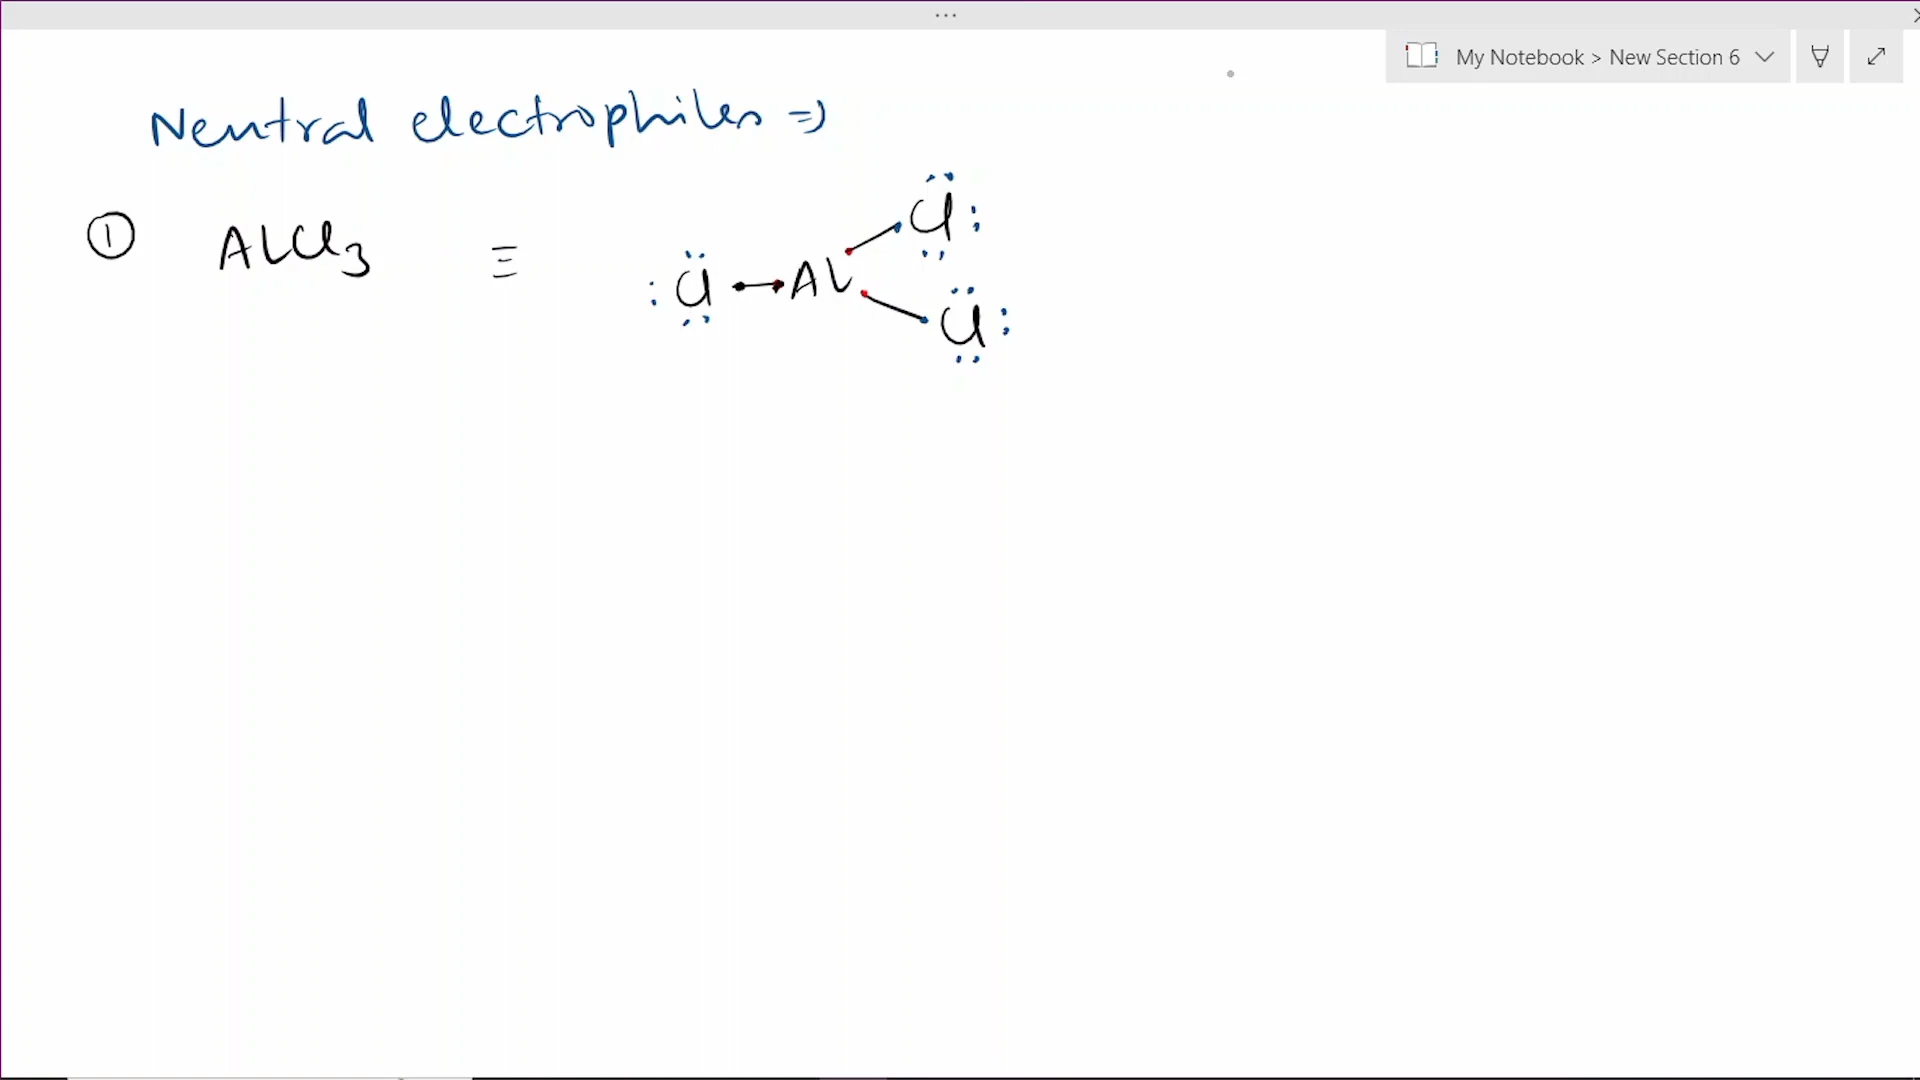 My Notebook > New Section 6
Neutral electrophiles ⇒
① AlCl₃ ≡ Cl Al Cl Cl